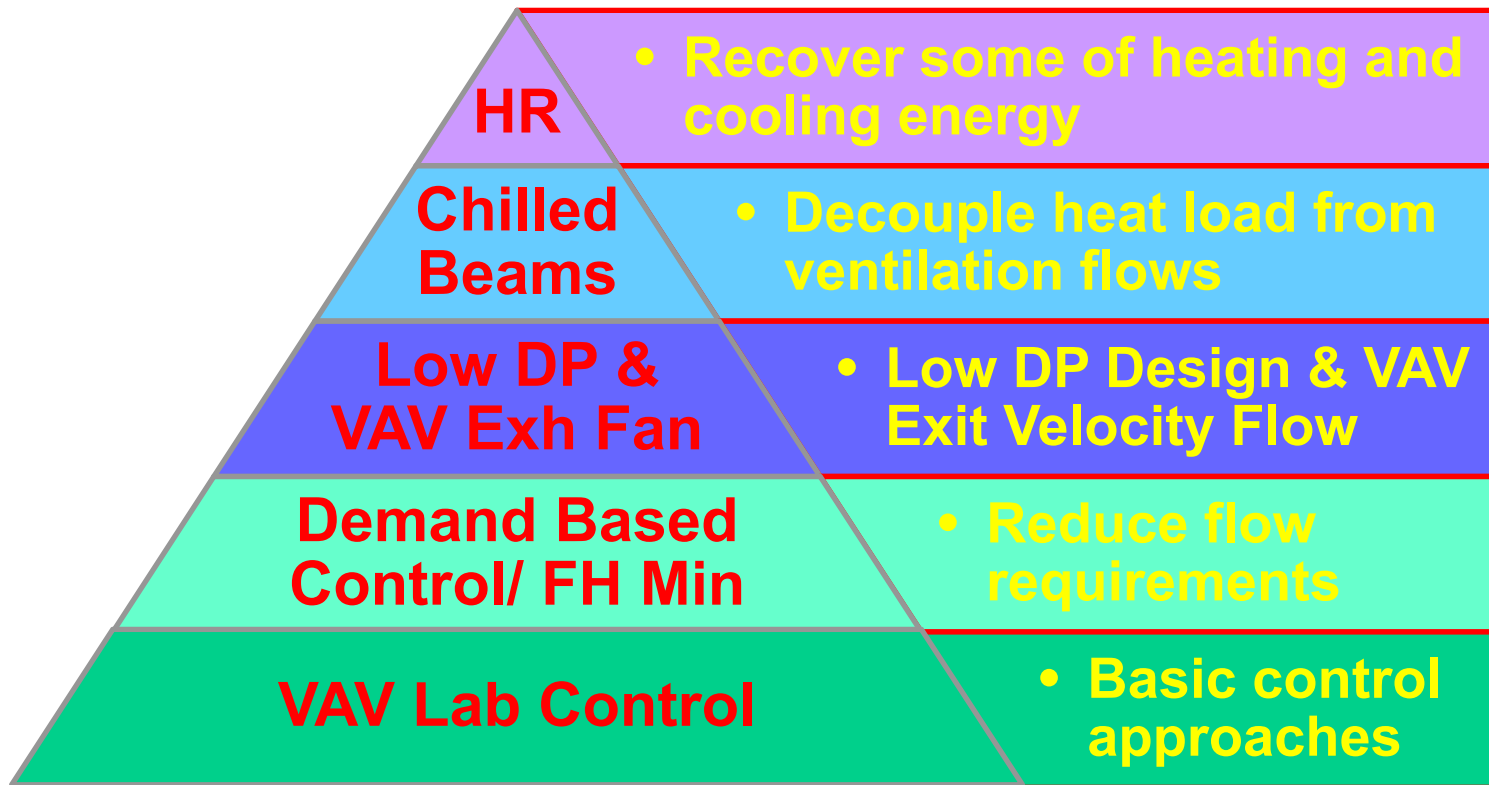 HR
• Recover some of heating and
cooling energy
Chilled
Beams
• Decouple heat load from
ventilation flows
Low DP &
VAV Exh Fan
• Low DP Design & VAV
Exit Velocity Flow
Demand Based
Control/ FH Min
• Reduce flow
requirements
VAV Lab Control
• Basic control
approaches